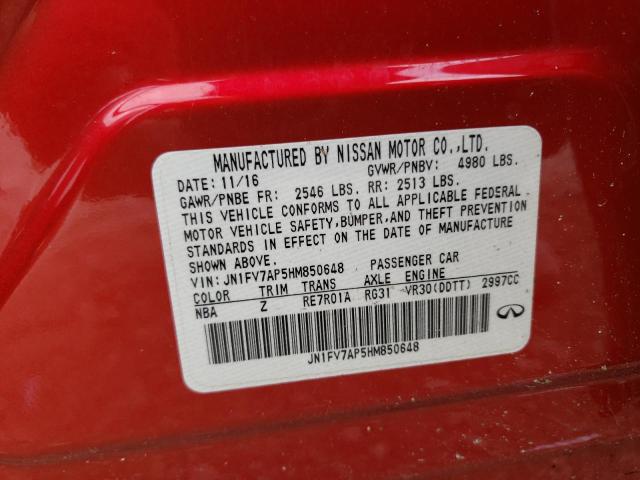 MANUFACTURED BY NISSAN MOTOR CO.,LTD.
DATE: 11/16 GVWR/PNBV: 4980 LBS.
GAWR/PNBE FR: 2546 LBS. RR: 2513 LBS.
THIS VEHICLE CONFORMS TO ALL APPLICABLE FEDERAL
MOTOR VEHICLE SAFETY,BUMPER,AND THEFT PREVENTION
STANDARDS IN EFFECT ON THE DATE OF MANUFACTURE
SHOWN ABOVE.
VIN: JN1FV7AP5HM850648 PASSENGER CAR
COLOR TRIM TRANS AXLE ENGINE
NBA Z RE7R01A RG31 VR30(DDTT) 2997CC
JN1FV7AP5HM850648